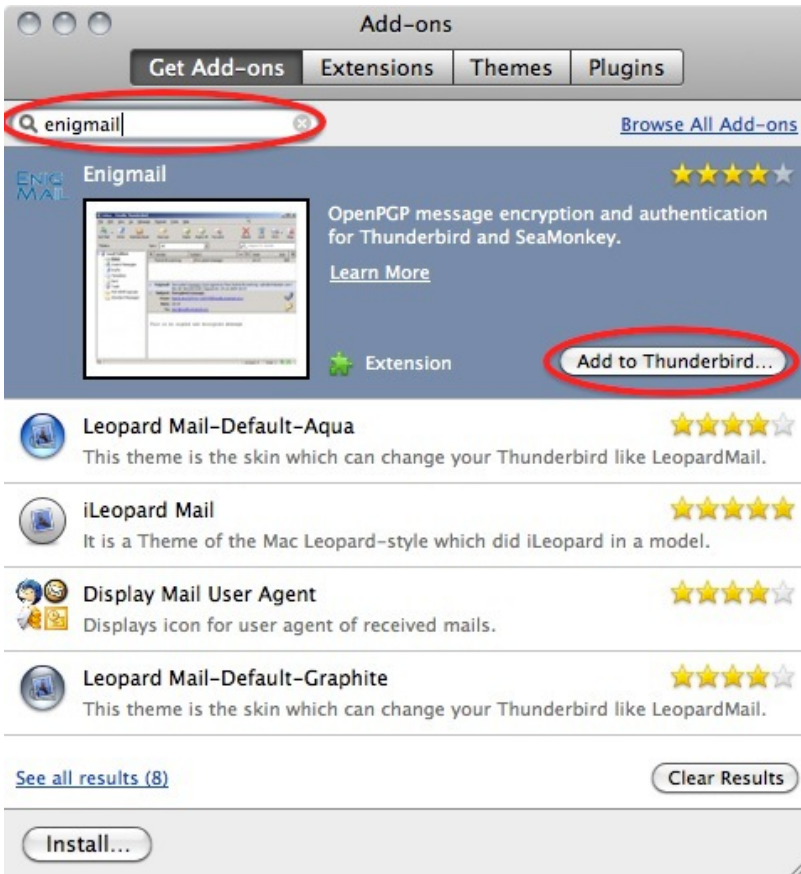 Add-ons
Get Add-ons
Extensions
Themes
Plugins
enigmail
Browse All Add-ons
ENIG
MAIL
Enigmail
OpenPGP message encryption and authentication
for Thunderbird and SeaMonkey.
Learn More
Extension
Add to Thunderbird...
Leopard Mail-Default-Aqua
This theme is the skin which can change your Thunderbird like LeopardMail.
iLeopard Mail
It is a Theme of the Mac Leopard-style which did iLeopard in a model.
Display Mail User Agent
Displays icon for user agent of received mails.
Leopard Mail-Default-Graphite
This theme is the skin which can change your Thunderbird like LeopardMail.
See all results (8)
Clear Results
Install...